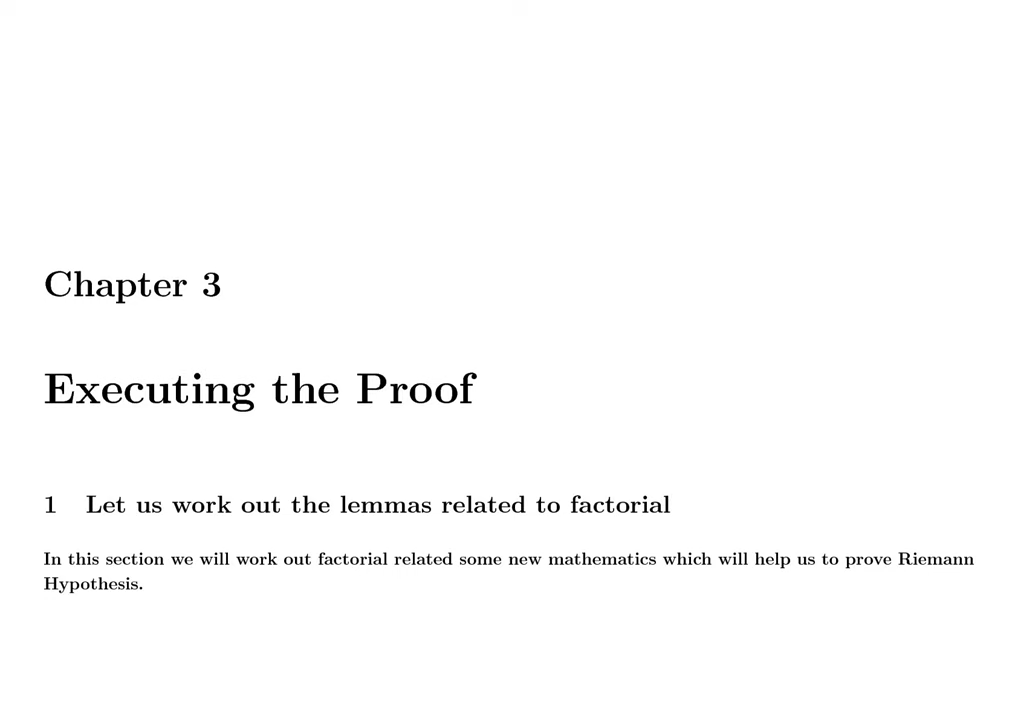 Chapter 3
Executing the Proof
1 Let us work out the lemmas related to factorial
In this section we will work out factorial related some new mathematics which will help us to prove Riemann
Hypothesis.